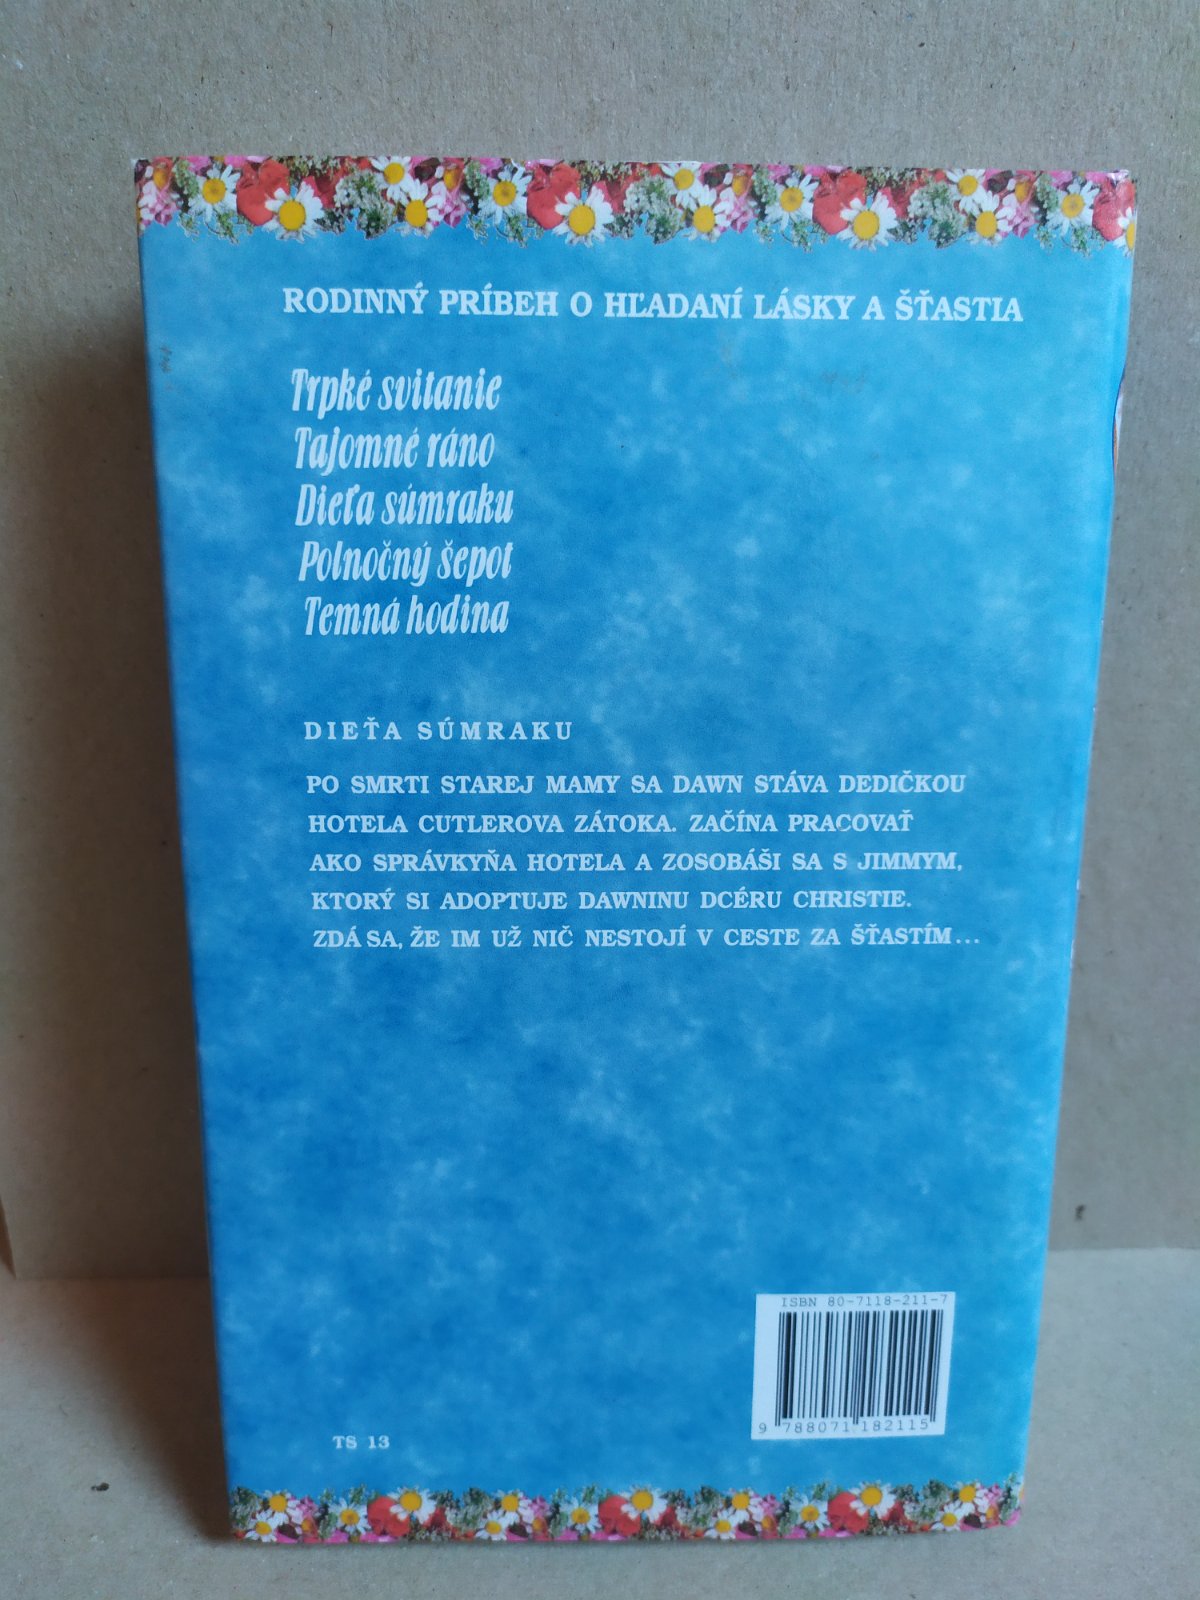 RODINNÝ PRÍBEH O HĽADANÍ LÁSKY A ŠŤASTIA
Trpké svitanie
Tajomné ráno
Dieťa súmraku
Polnočný šepot
Temná hodina
DIEŤA SÚMRAKU
PO SMRTI STAREJ MAMY SA DAWN STÁVA DEDIČKOU
HOTELA CUTLEROVA ZÁTOKA. ZAČÍNA PRACOVAŤ
AKO SPRÁVKYŇA HOTELA A ZOSOBÁŠI SA S JIMMYM,
KTORÝ SI ADOPTUJE DAWNINU DCÉRU CHRISTIE.
ZDÁ SA, ŽE IM UŽ NIČ NESTOJÍ V CESTE ZA ŠŤASTÍM...
ISBN 80-7118-211-7
9 788071 182115
TS 13